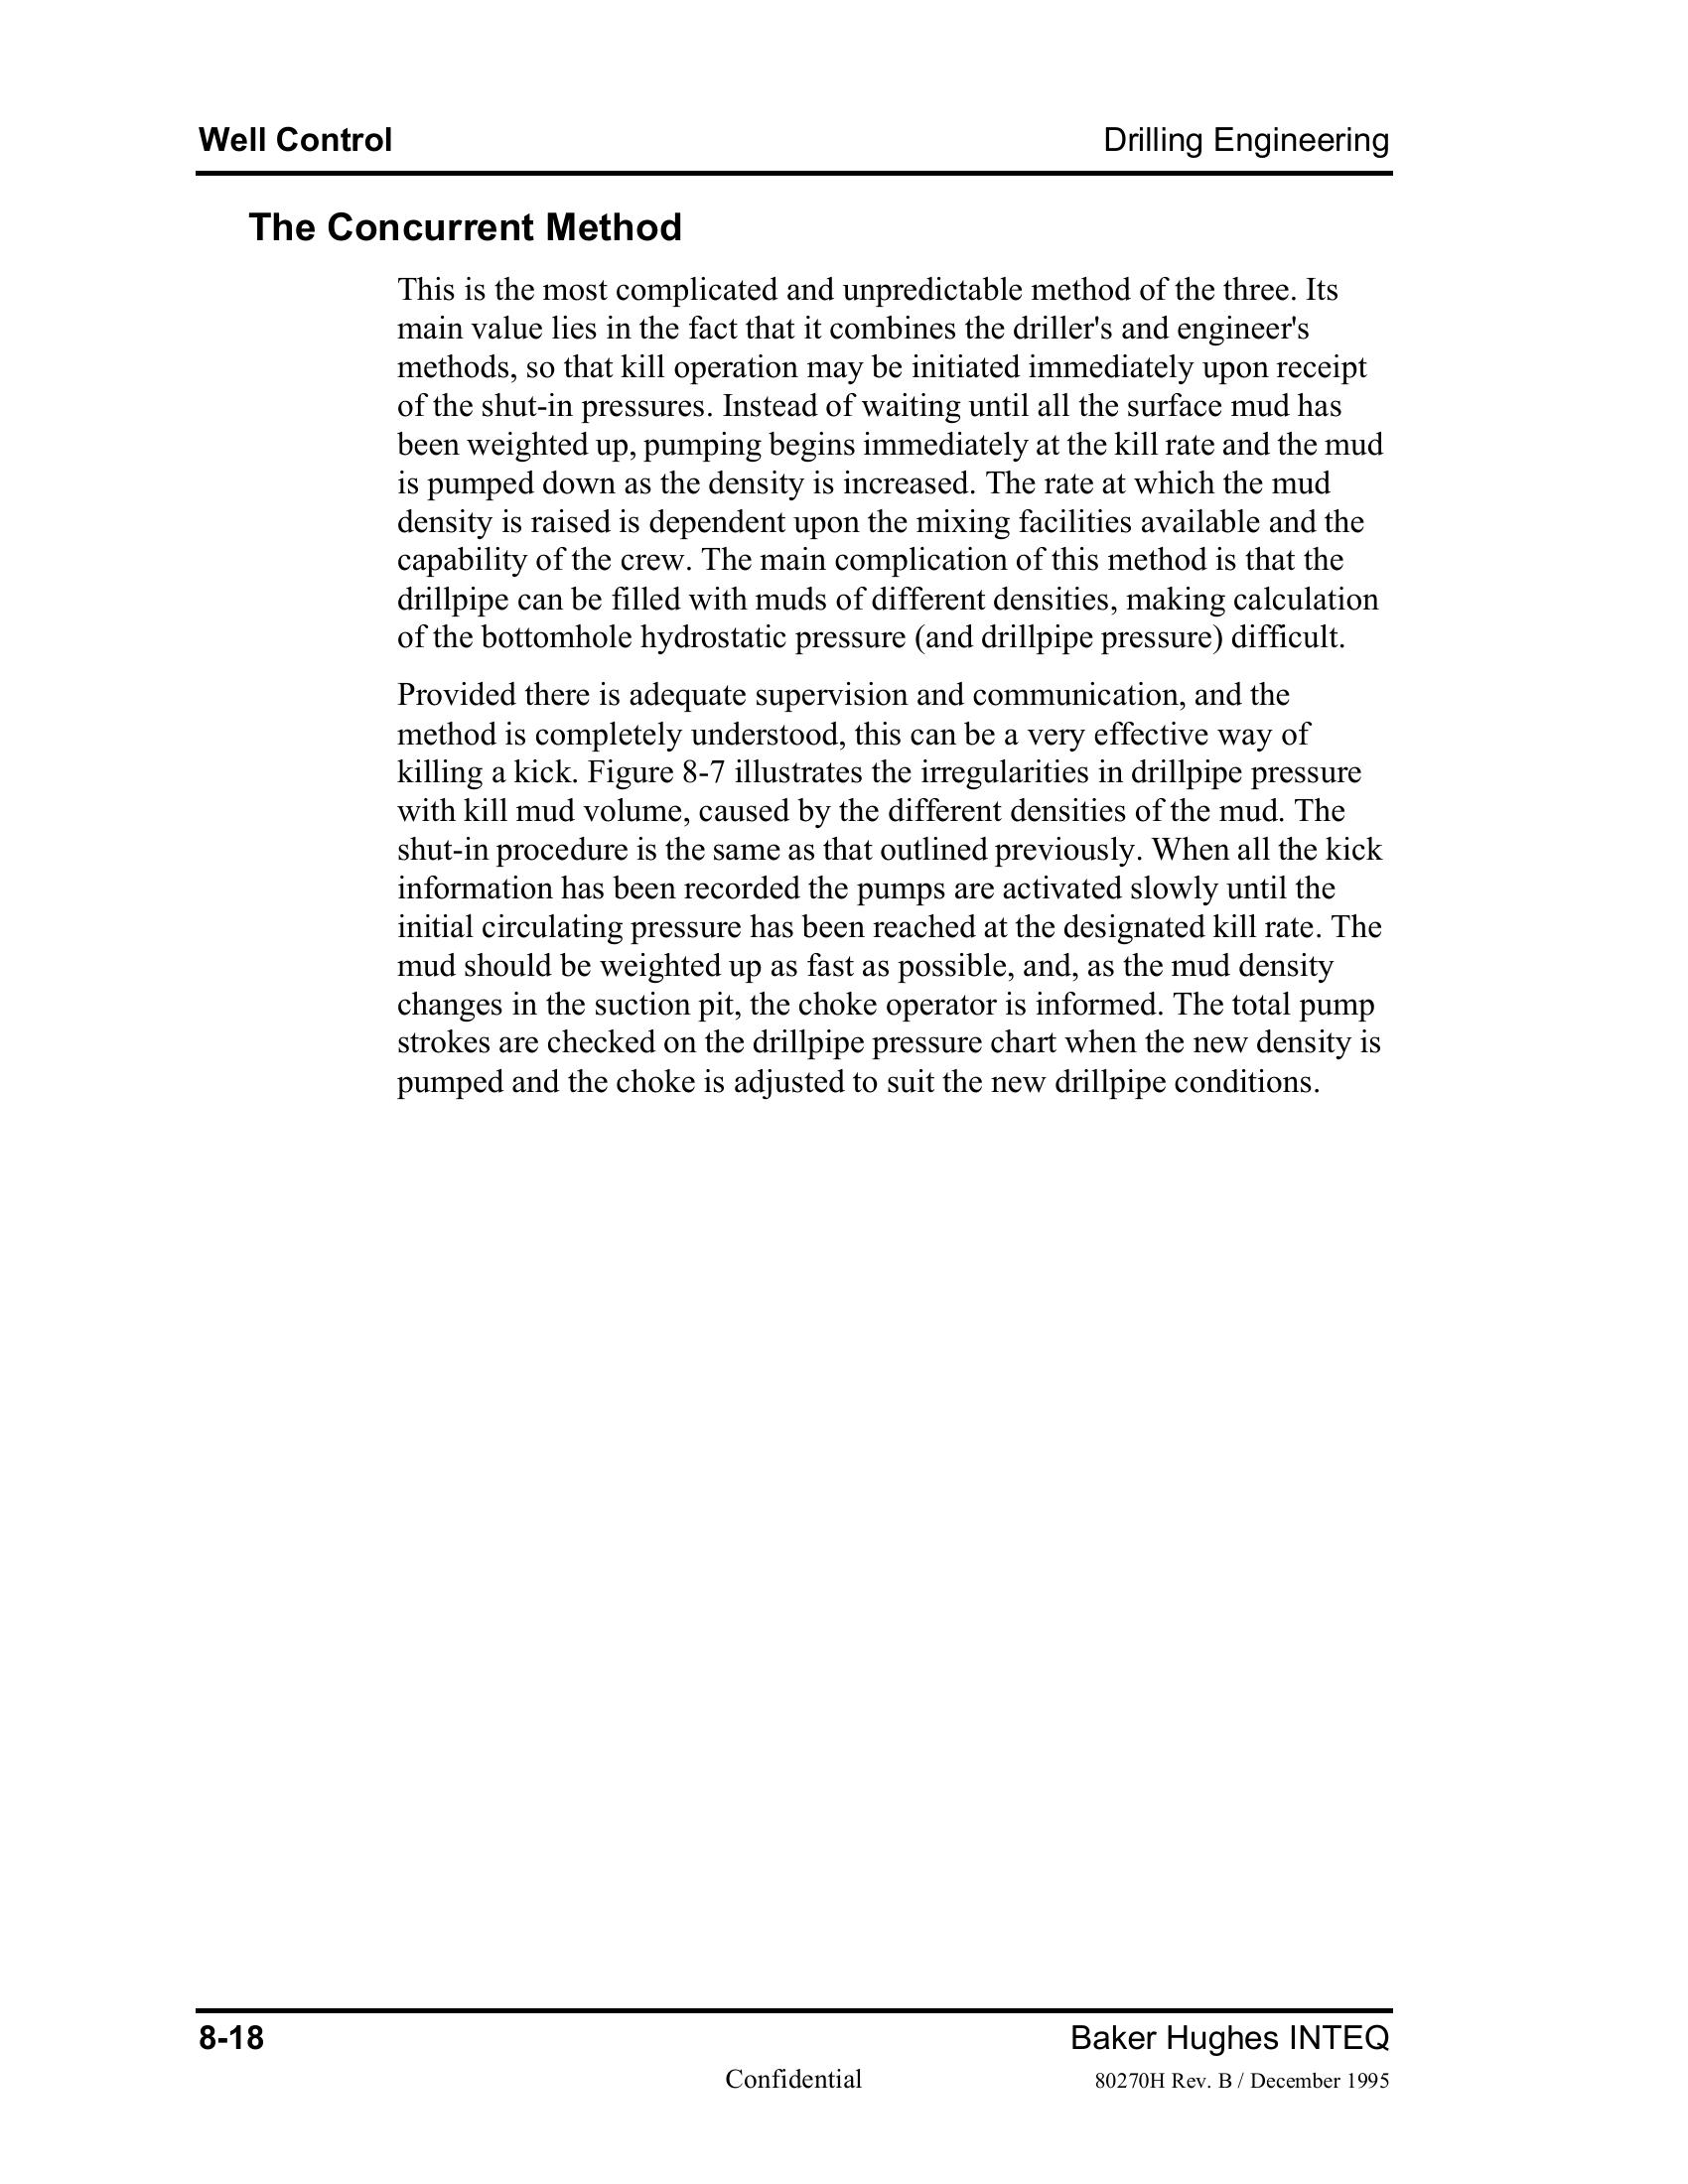 Well Control
Drilling Engineering
The Concurrent Method
This is the most complicated and unpredictable method of the three. Its
main value lies in the fact that it combines the driller's and engineer's
methods, so that kill operation may be initiated immediately upon receipt
of the shut-in pressures. Instead of waiting until all the surface mud has
been weighted up, pumping begins immediately at the kill rate and the mud
is pumped down as the density is increased. The rate at which the mud
density is raised is dependent upon the mixing facilities available and the
capability of the crew. The main complication of this method is that the
drillpipe can be filled with muds of different densities, making calculation
of the bottomhole hydrostatic pressure (and drillpipe pressure) difficult.
Provided there is adequate supervision and communication, and the
method is completely understood, this can be a very effective way of
killing a kick. Figure 8-7 illustrates the irregularities in drillpipe pressure
with kill mud volume, caused by the different densities of the mud. The
shut-in procedure is the same as that outlined previously. When all the kick
information has been recorded the pumps are activated slowly until the
initial circulating pressure has been reached at the designated kill rate. The
mud should be weighted up as fast as possible, and, as the mud density
changes in the suction pit, the choke operator is informed. The total pump
strokes are checked on the drillpipe pressure chart when the new density is
pumped and the choke is adjusted to suit the new drillpipe conditions.
8-18
Baker Hughes INTEQ
Confidential
80270H Rev. B / December 1995